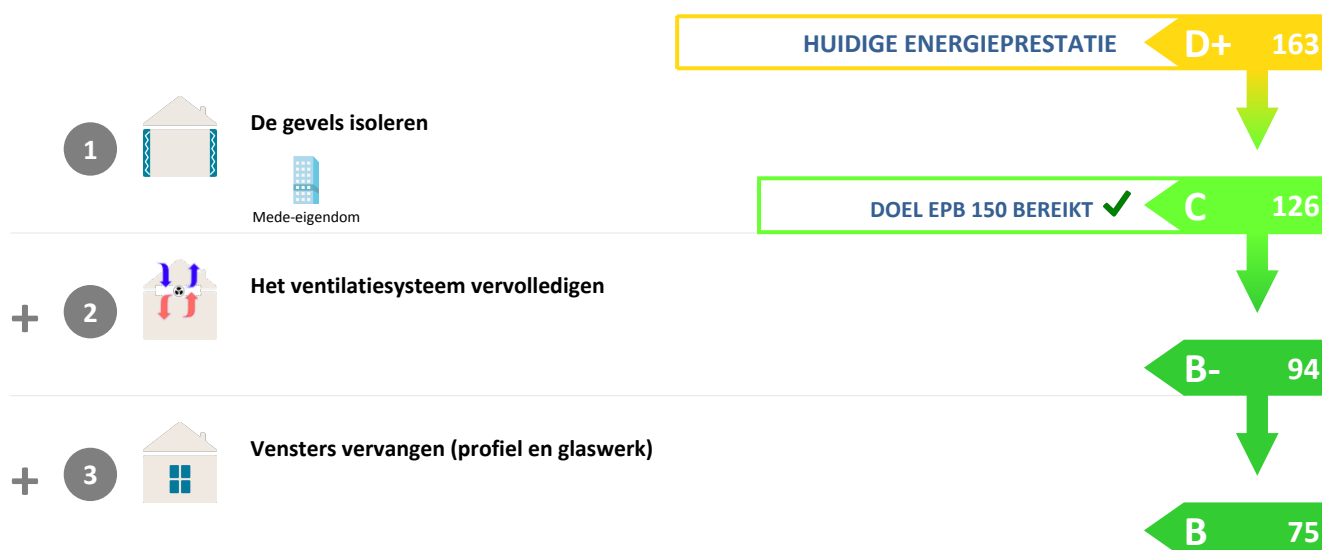 HUIDIGE ENERGIEPRESTATIE D+ 163
1 De gevels isoleren
Mede-eigendom
DOEL EPB 150 BEREIKT ✓ C 126
+ 2 Het ventilatiesysteem vervolledigen
B- 94
+ 3 Vensters vervangen (profiel en glaswerk)
B 75